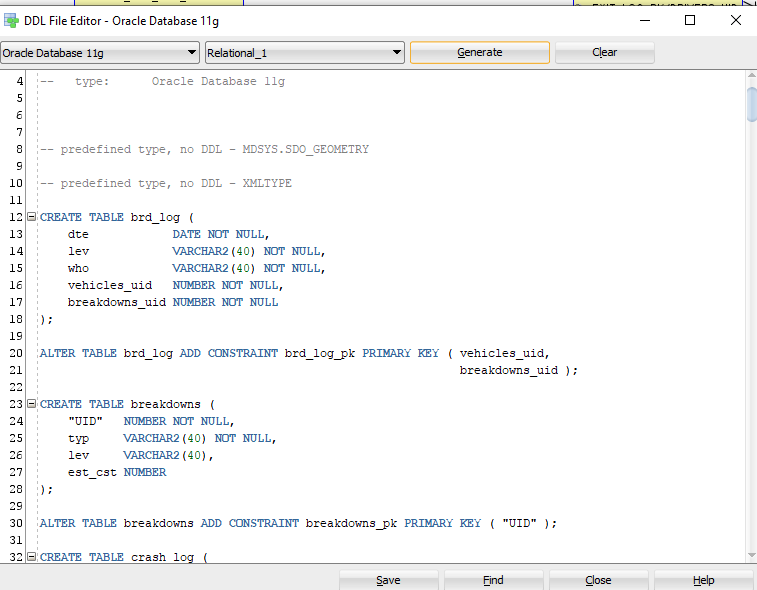 DDL File Editor - Oracle Database 11g
Oracle Database 11g Relational_1 Generate Clear
4 -- type: Oracle Database 11g
5
6
7
8 -- predefined type, no DDL - MDSYS.SDO_GEOMETRY
9
10 -- predefined type, no DDL - XMLTYPE
11
12 CREATE TABLE brd_log (
13 dte DATE NOT NULL,
14 lev VARCHAR2(40) NOT NULL,
15 who VARCHAR2(40) NOT NULL,
16 vehicles_uid NUMBER NOT NULL,
17 breakdowns_uid NUMBER NOT NULL
18 );
19
20 ALTER TABLE brd_log ADD CONSTRAINT brd_log_pk PRIMARY KEY ( vehicles_uid,
21 breakdowns_uid );
22
23 CREATE TABLE breakdowns (
24 "UID" NUMBER NOT NULL,
25 typ VARCHAR2(40) NOT NULL,
26 lev VARCHAR2(40),
27 est_cst NUMBER
28 );
29
30 ALTER TABLE breakdowns ADD CONSTRAINT breakdowns_pk PRIMARY KEY ( "UID" );
31
32 CREATE TABLE crash_log (
Save Find Close Help